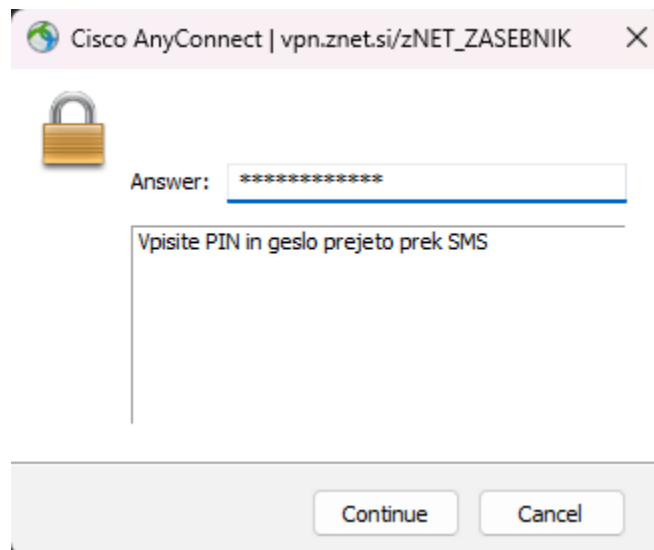 Cisco AnyConnect | vpn.znet.si/zNET_ZASEBNIK
Answer: ************
Vpisite PIN in geslo prejeto prek SMS
Continue Cancel